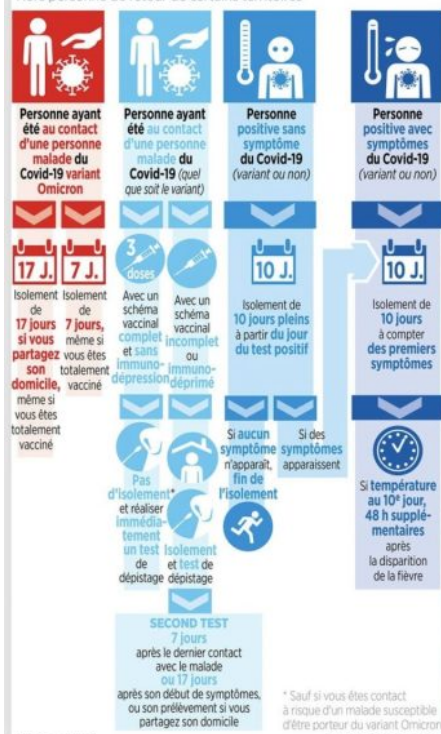 Personne ayant
été au contact
d'une personne
malade du
Covid-19 variant
Omicron
17 J.
Isolement
de
17 jours
si vous
partagez
son
domicile,
même si
vous êtes
totalement
vacciné
7 J.
Isolement
de
7 jours,
même si
vous êtes
totalement
vacciné
Personne ayant
été au contact
d'une personne
malade du
Covid-19 (quel
que soit le variant)
3
doses
Avec un
schéma
vaccinal
complet
et sans
immuno-
dépression
Pas
d'isolement*
et réaliser
immédia-
tement
un test
de
dépistage
Avec un
schéma
vaccinal
incomplet
ou
immuno-
déprimé
Isolement
et test de
dépistage
SECOND TEST
7 jours
après le dernier contact
avec le malade
ou 17 jours
après son début de symptômes,
ou son prélèvement si vous
partagez son domicile
Personne
positive sans
symptôme
du Covid-19
(variant ou non)
10 J.
Isolement de
10 jours pleins
à partir du jour
du test positif
Si aucun
symptôme
n'apparaît,
fin de
l'isolement
Si des
symptômes
apparaissent
Personne
positive avec
symptômes
du Covid-19
(variant ou non)
10 J.
Isolement de
10 jours
à compter
des premiers
symptômes
Si température
au 10e jour,
48 h supplé-
mentaires
après
la disparition
de la fièvre
* Sauf si vous êtes contact
à risque d'un malade susceptible
d'être porteur du variant Omicron